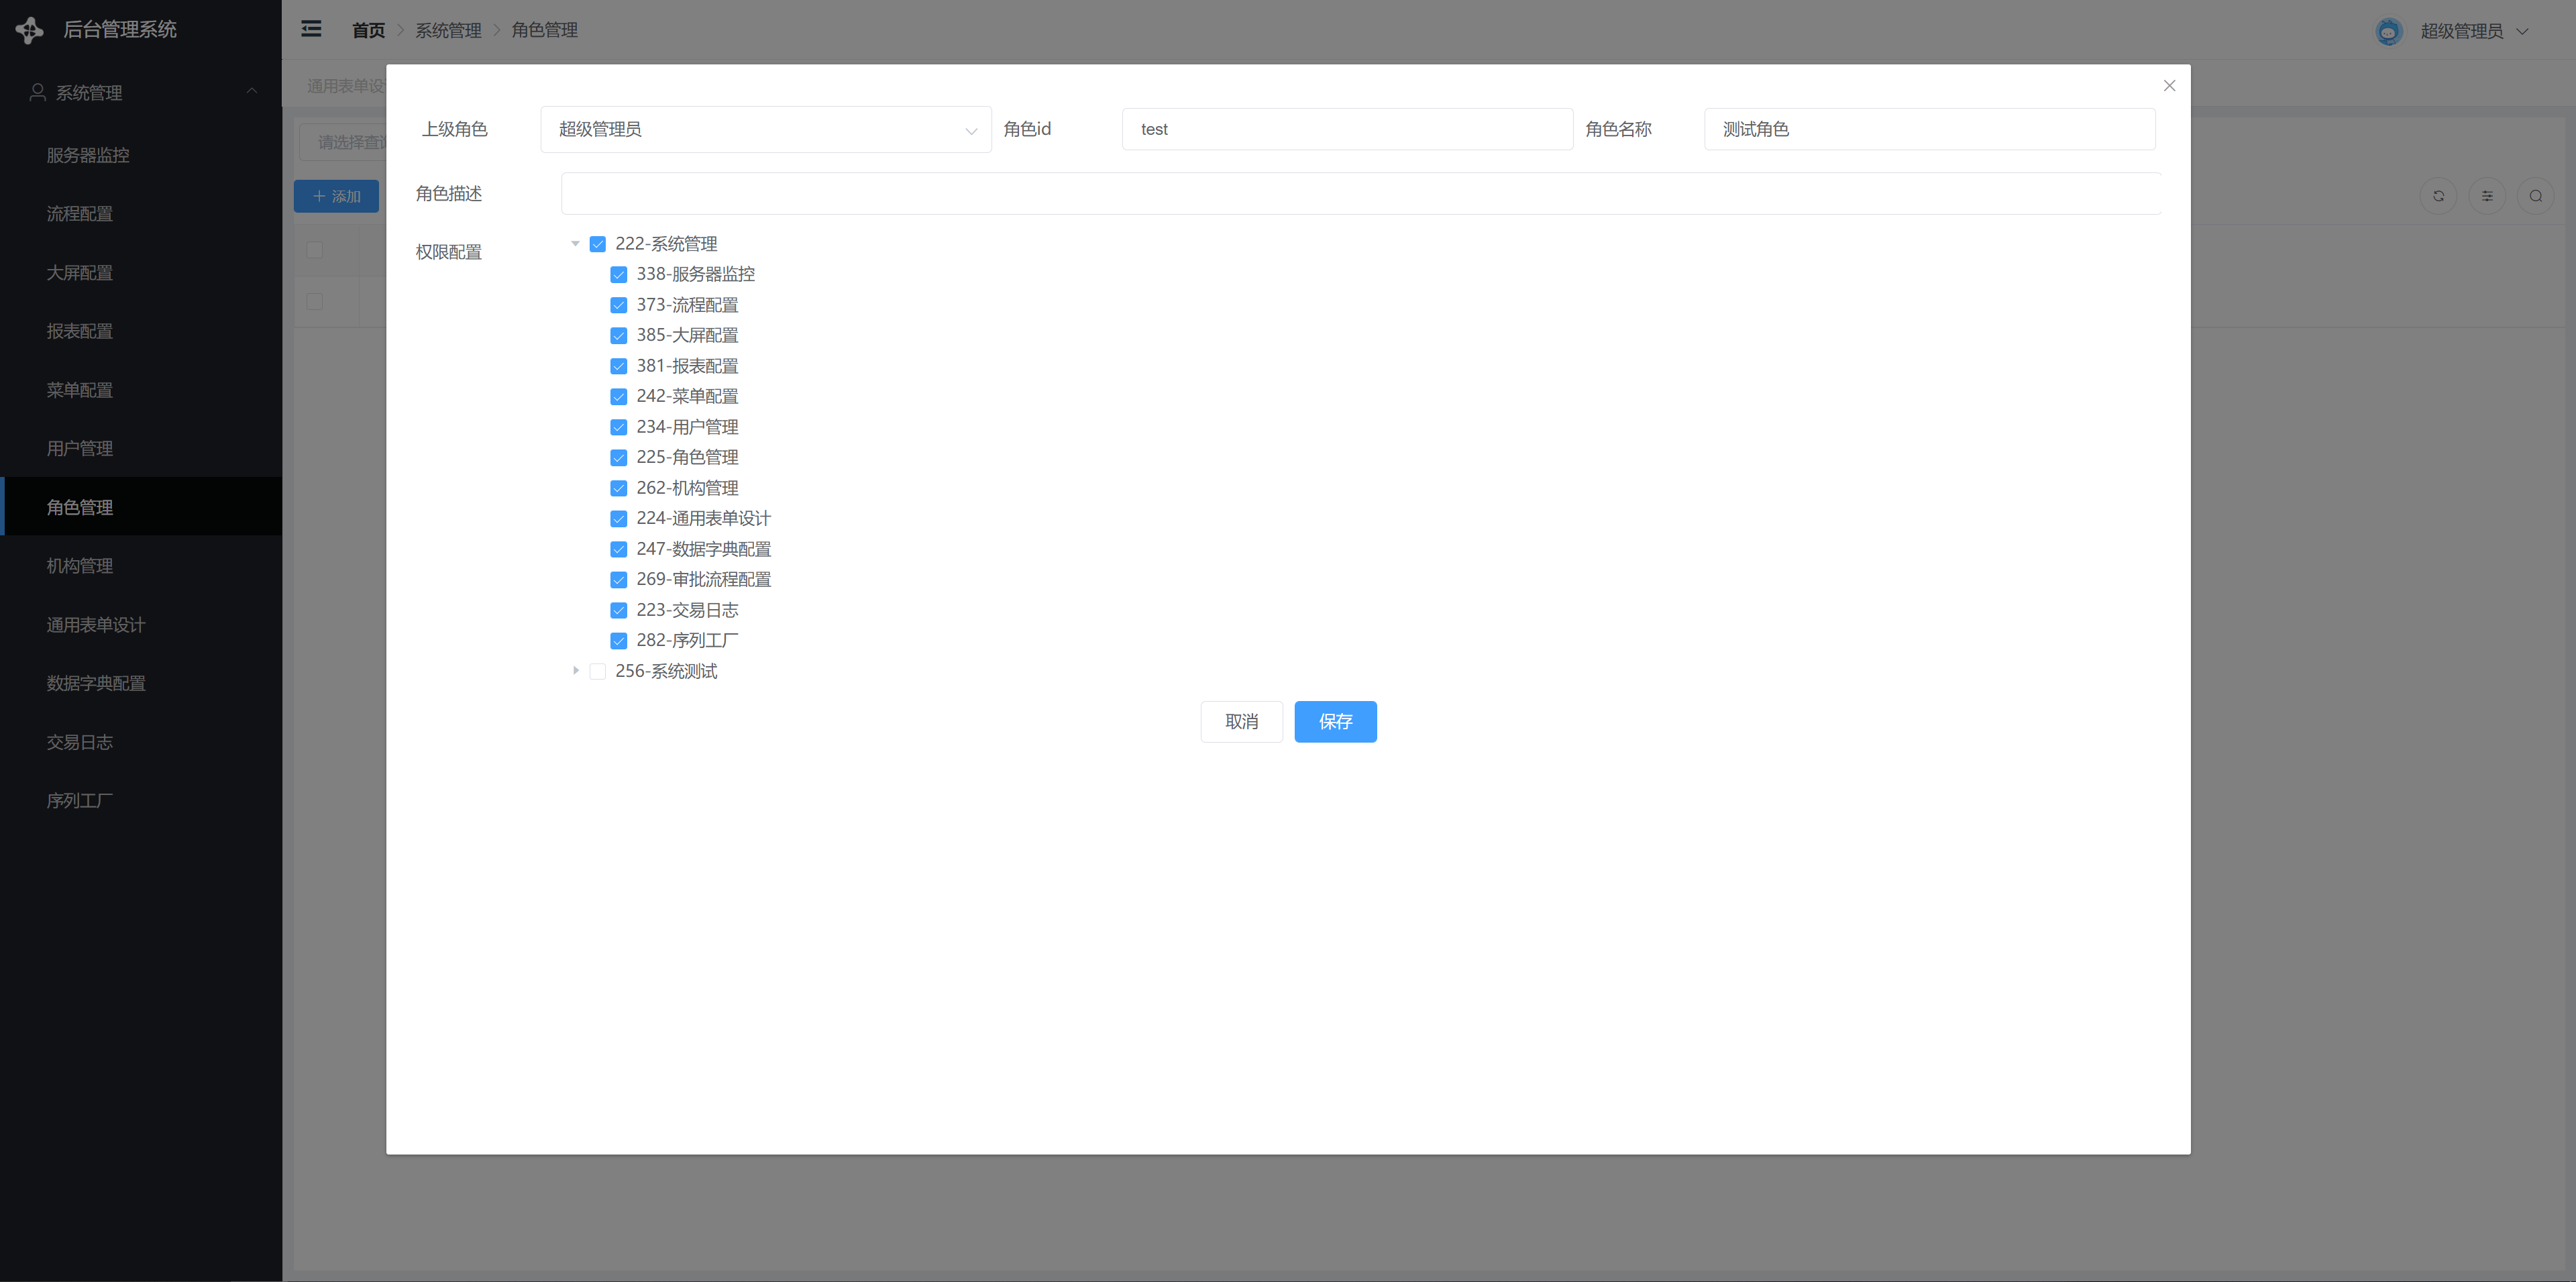 后台管理系统
首页 系统管理 角色管理
超级管理员
系统管理
服务器监控
流程配置
大屏配置
报表配置
菜单配置
用户管理
角色管理
机构管理
通用表单设计
数据字典配置
交易日志
序列工厂
通用表单设
请选择查
添加
上级角色 超级管理员 角色id test 角色名称 测试角色
角色描述
权限配置
222-系统管理
338-服务器监控
373-流程配置
385-大屏配置
381-报表配置
242-菜单配置
234-用户管理
225-角色管理
262-机构管理
224-通用表单设计
247-数据字典配置
269-审批流程配置
223-交易日志
282-序列工厂
256-系统测试
取消 保存